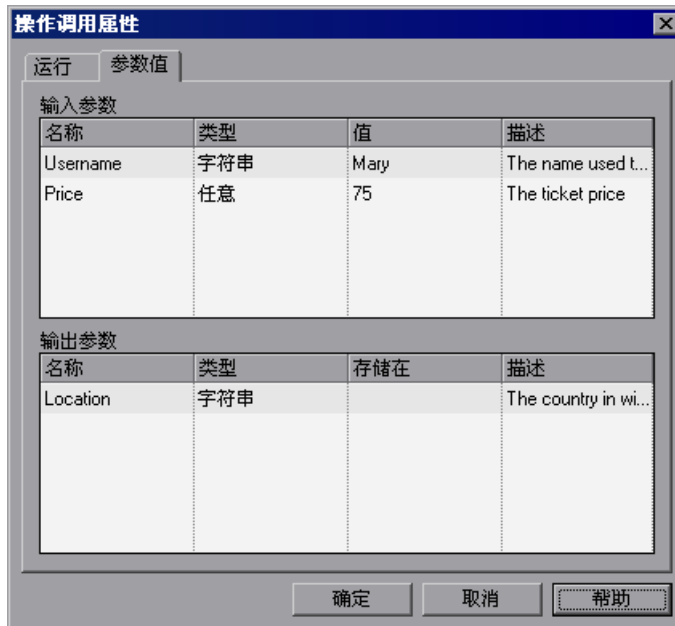 操作调用属性
运行 参数值
输入参数
名称 类型 值 描述
Username 字符串 Mary The name used t...
Price 任意 75 The ticket price
输出参数
名称 类型 存储在 描述
Location 字符串 The country in wi...
确定 取消 帮助